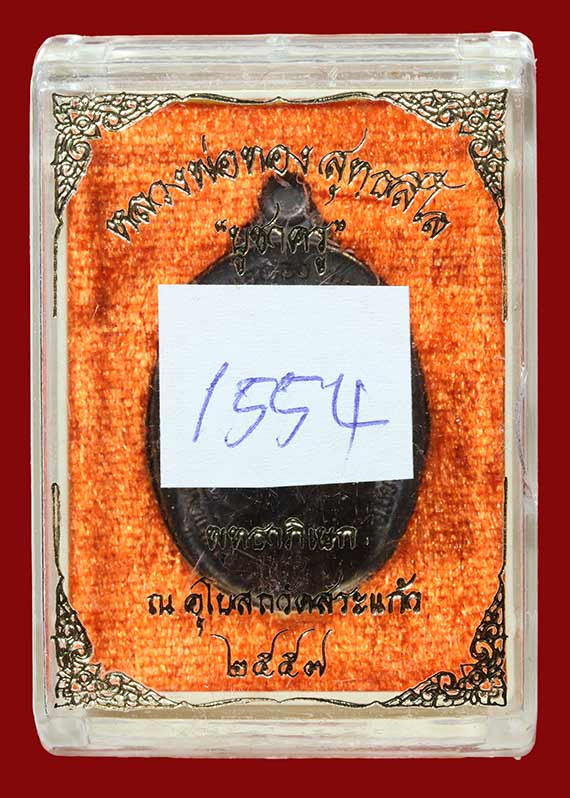 หลวงพ่อทอง สุทธสีโล
"บูชาครู"
1554
พุทธาภิเษก
ณ อุโบสถวัดสระแก้ว
๒๕๕๗